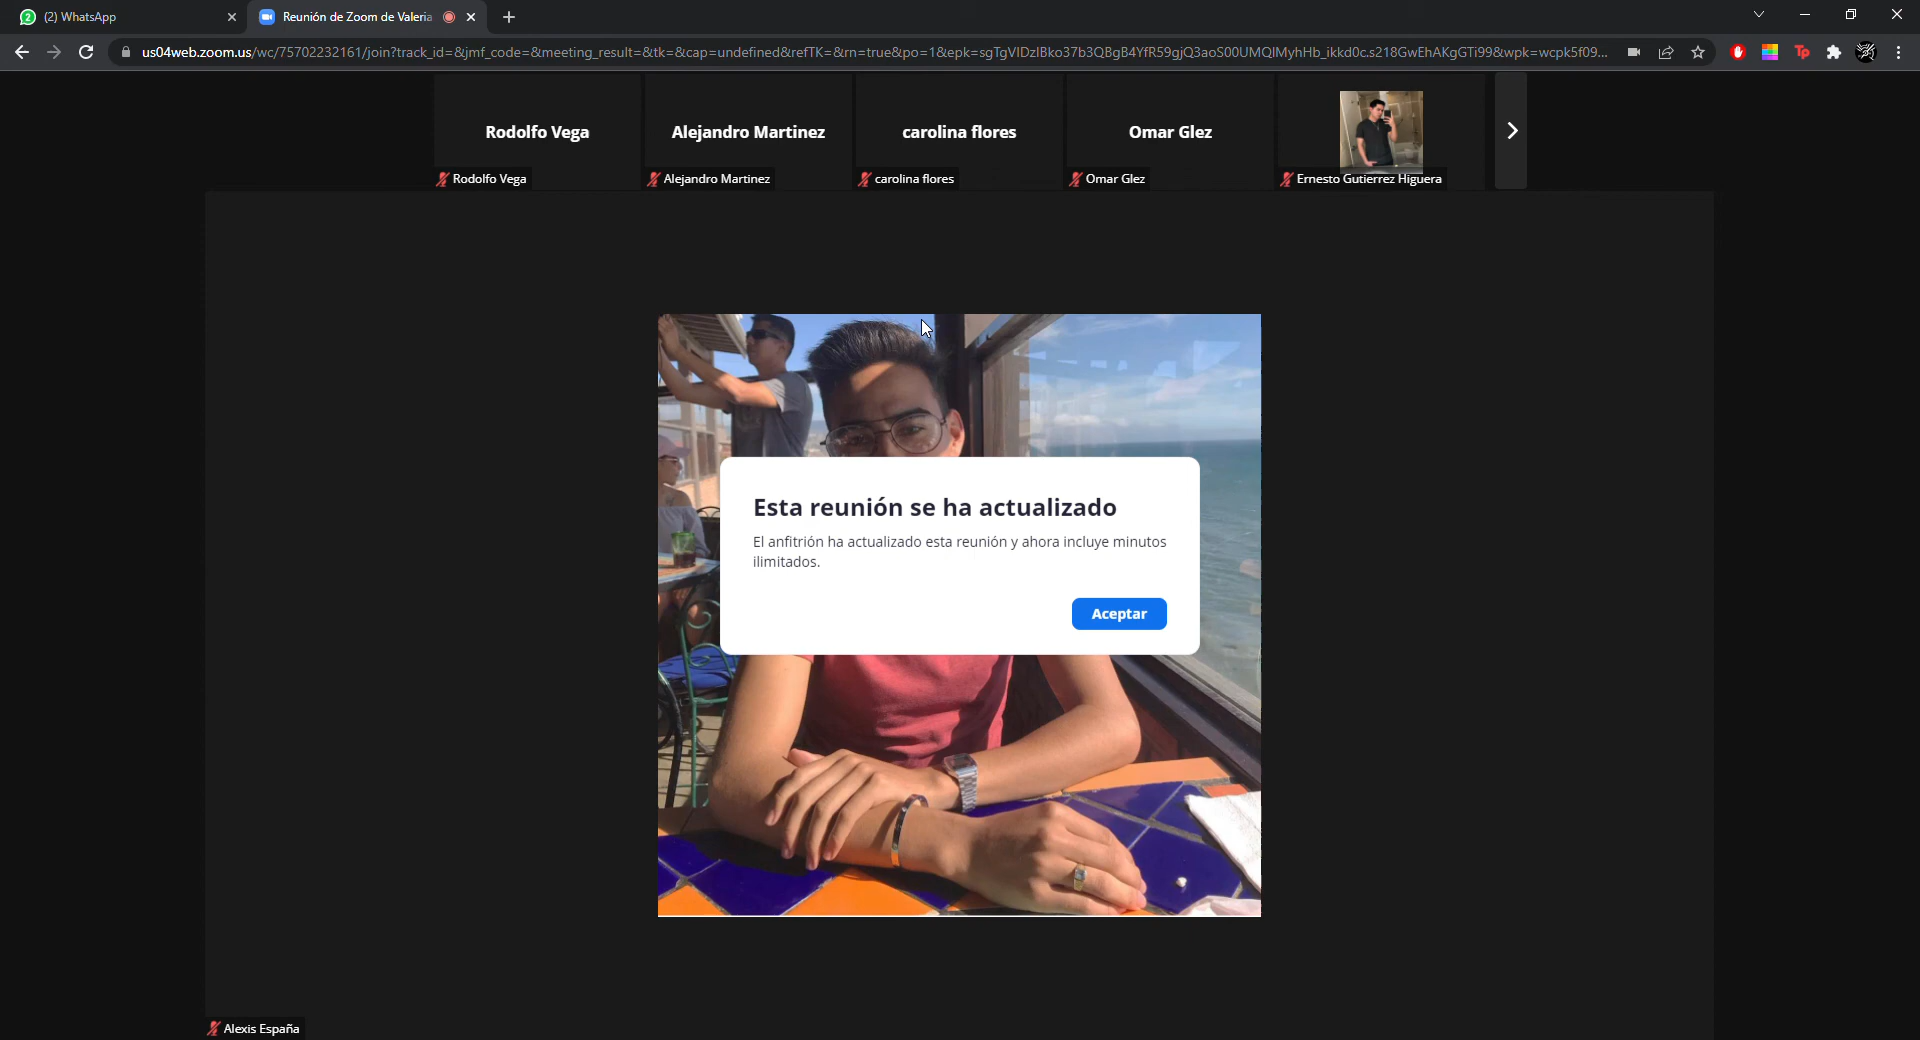 (2) WhatsApp
Reunión de Zoom de Valeria
us04web.zoom.us/wc/75702232161/join?track_id=&jmf_code=&meeting_result=&tk=&cap=undefined&refTK=&rn=true&po=1&epk=sgTgVIDzIBko37b3QBgB4YfR59gjQ3aoS00UMQIMyhHb_ikkd0c.s218GwEhAKgGTi99&wpk=wcpk5f09...
Rodolfo Vega
Alejandro Martinez
carolina flores
Omar Glez
Rodolfo Vega
Alejandro Martinez
carolina flores
Omar Glez
Ernesto Gutierrez Higuera
Esta reunión se ha actualizado
El anfitrión ha actualizado esta reunión y ahora incluye minutos
ilimitados.
Aceptar
Alexis España